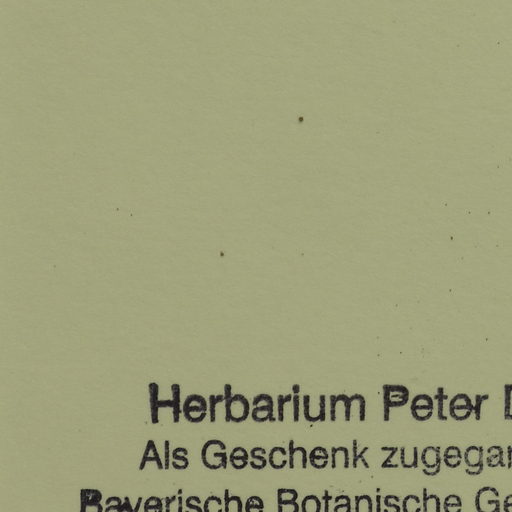 Herbarium Peter
Als Geschenk
Bayerische Botanische